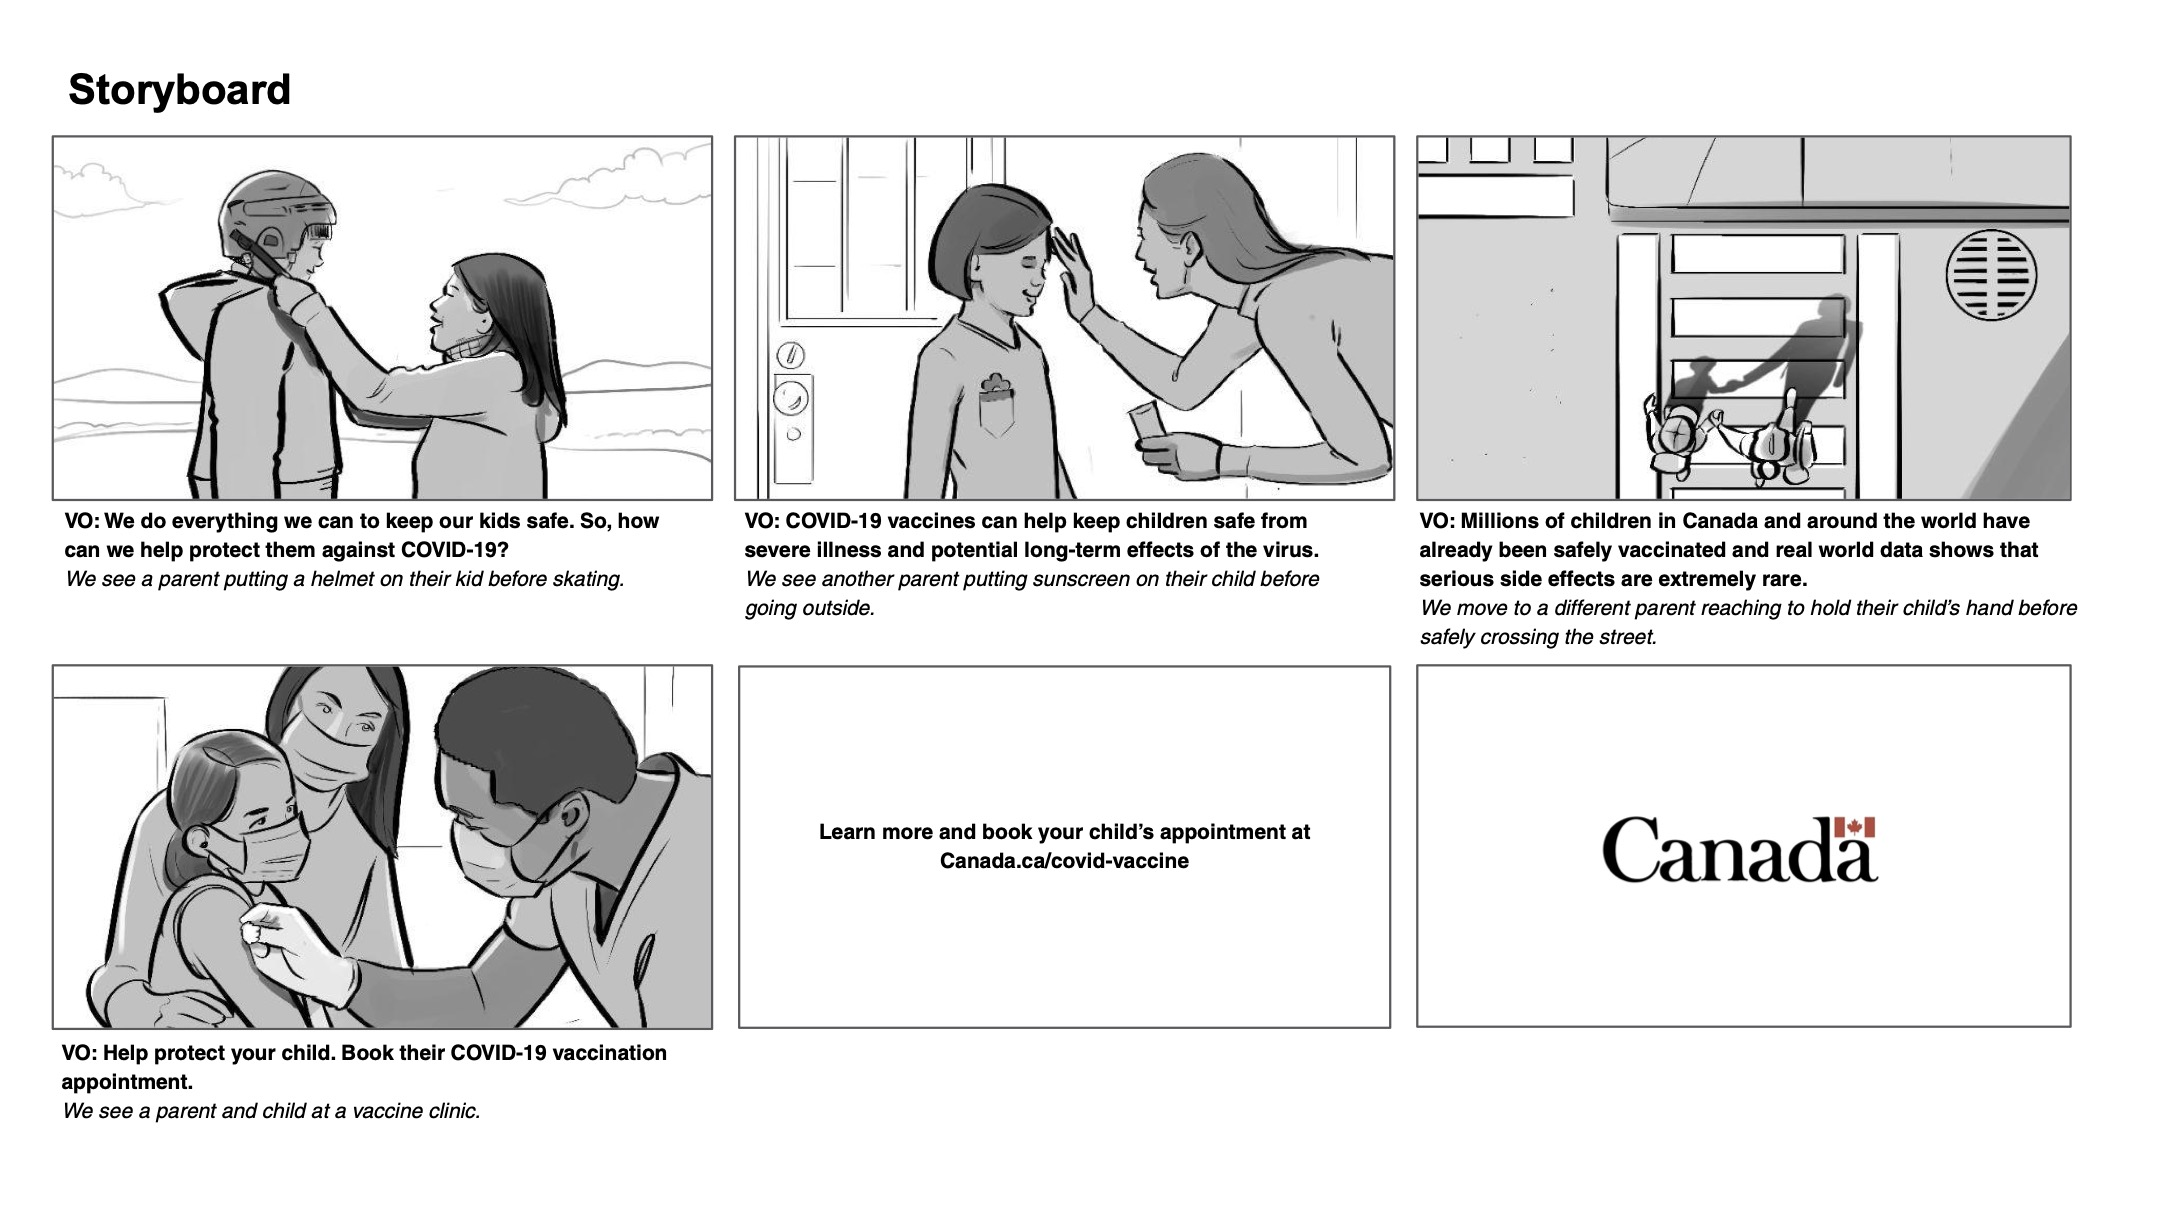 Storyboard
VO: We do everything we can to keep our kids safe. So, how
can we help protect them against COVID-19?
We see a parent putting a helmet on their kid before skating.
VO: COVID-19 vaccines can help keep children safe from
severe illness and potential long-term effects of the virus.
We see another parent putting sunscreen on their child before
going outside.
VO: Millions of children in Canada and around the world have
already been safely vaccinated and real world data shows that
serious side effects are extremely rare.
We move to a different parent reaching to hold their child’s hand before
safely crossing the street.
VO: Help protect your child. Book their COVID-19 vaccination
appointment.
We see a parent and child at a vaccine clinic.
Learn more and book your child’s appointment at
Canada.ca/covid-vaccine
Canada